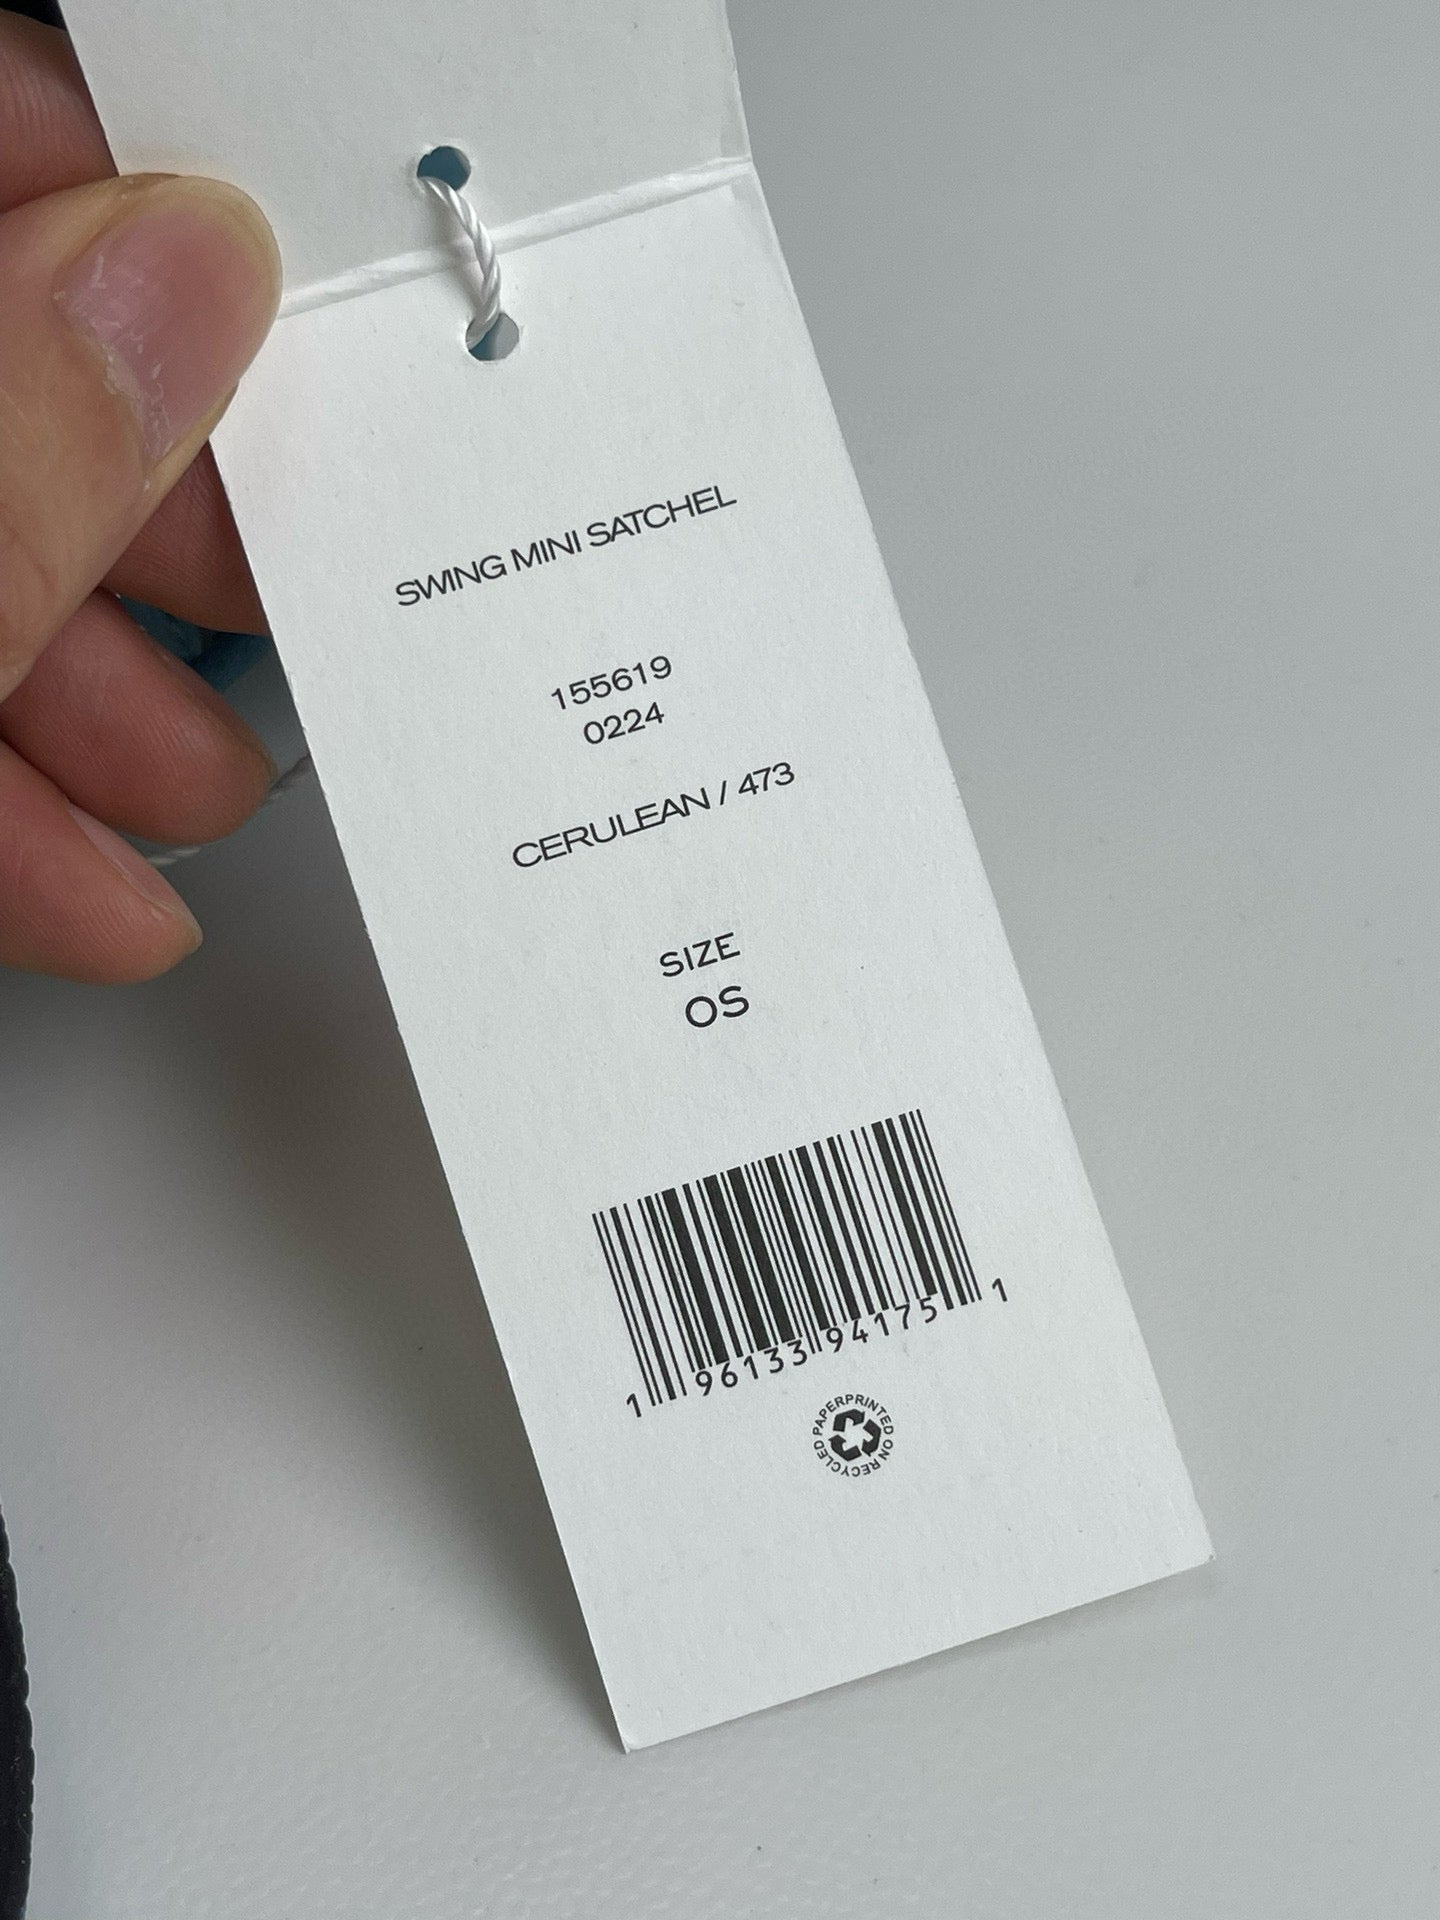 SWING MINI SATCHEL
155619
0224
CERULEAN / 473
SIZE
OS
1 96133 94175 1
PRINTED ON RECYCLED PAPER